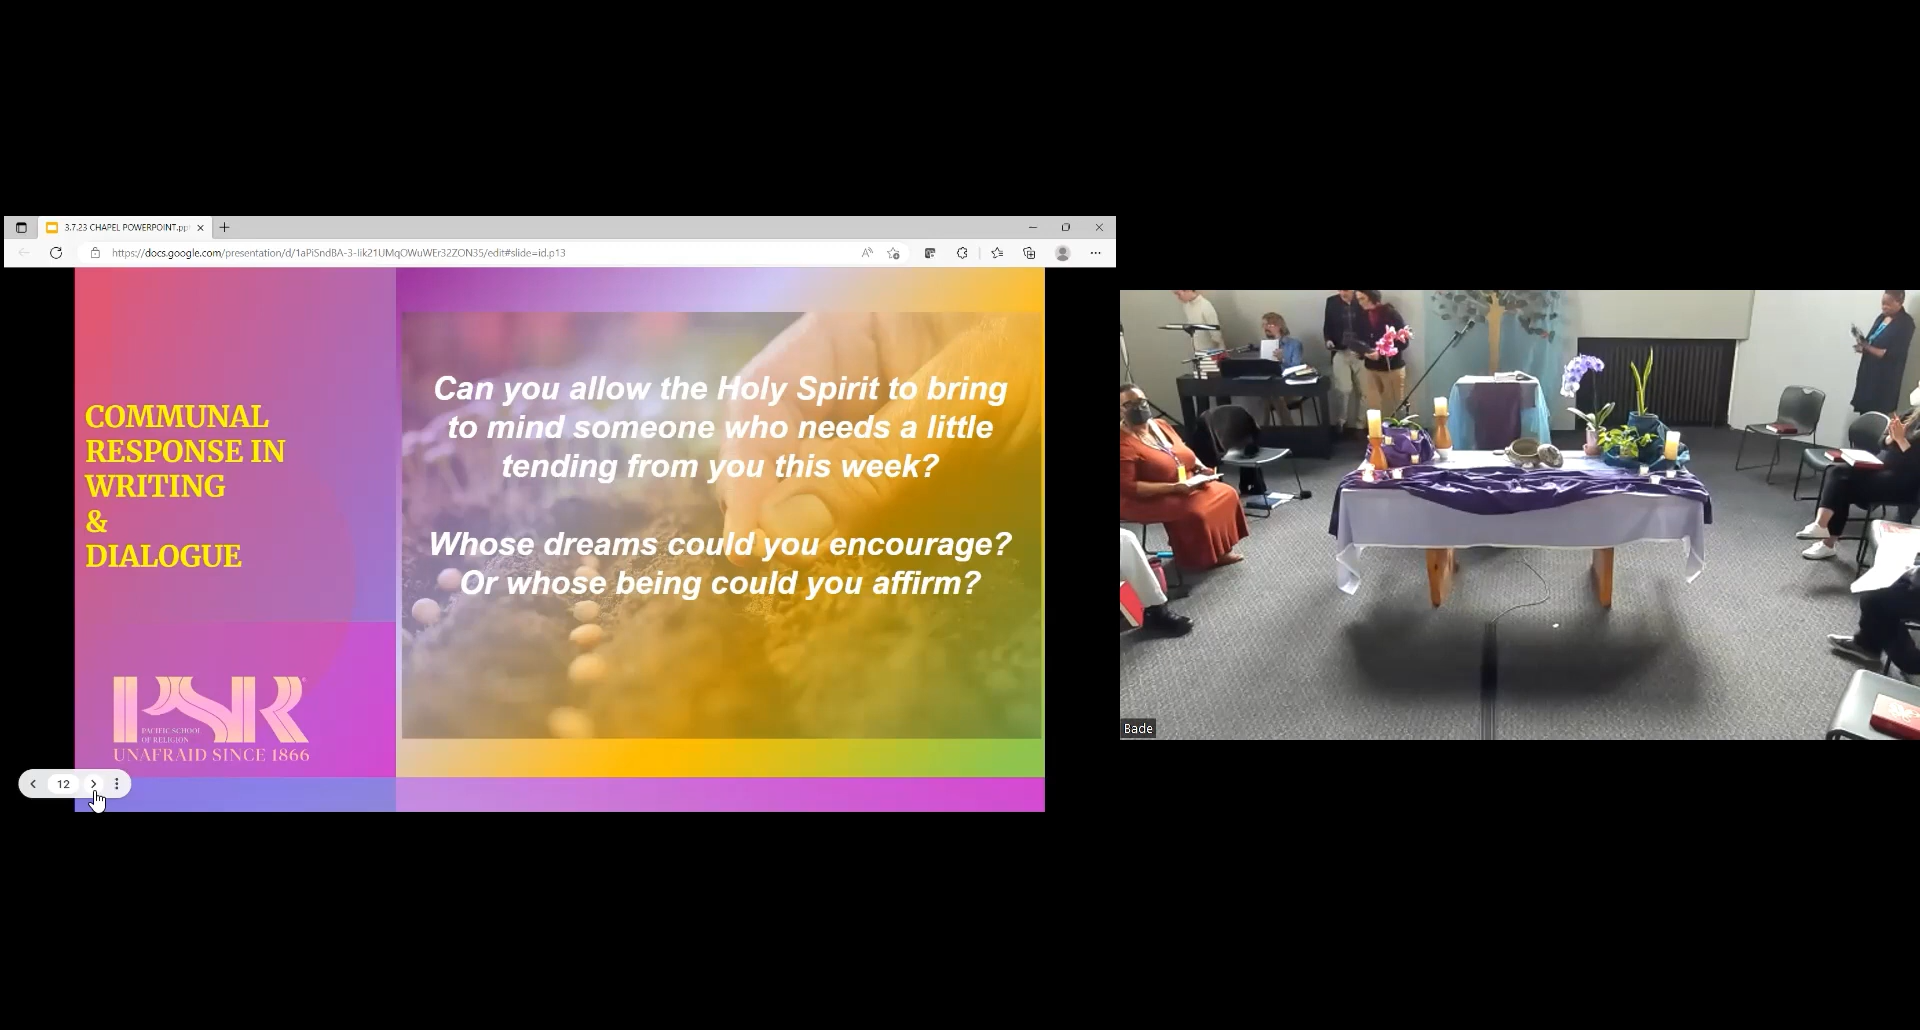 3.7.23 CHAPEL POWERPOINT.pp
https://docs.google.com/presentation/d/1aPiSndBA-3-lik21UMqOWuWEr32ZON35/edit#slide=id.p13
COMMUNAL
RESPONSE IN
WRITING
&
DIALOGUE
Can you allow the Holy Spirit to bring
to mind someone who needs a little
tending from you this week?
Whose dreams could you encourage?
Or whose being could you affirm?
PSR
PACIFIC SCHOOL
OF RELIGION
UNAFRAID SINCE 1866
12
Bade